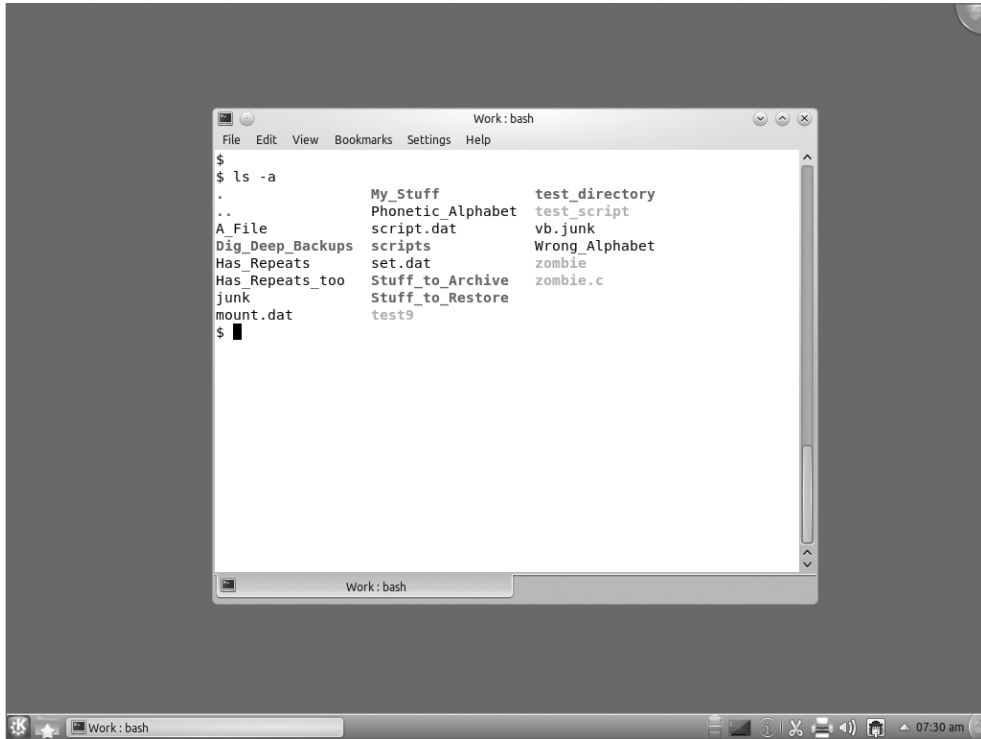 Work : bash
File Edit View Bookmarks Settings Help
$
$ ls -a
. My_Stuff test_directory
.. Phonetic_Alphabet test_script
A_File script.dat vb.junk
Dig_Deep_Backups scripts Wrong_Alphabet
Has_Repeats set.dat zombie
Has_Repeats_too Stuff_to_Archive zombie.c
junk Stuff_to_Restore
mount.dat test9
$
Work : bash
Work : bash
07:30 am